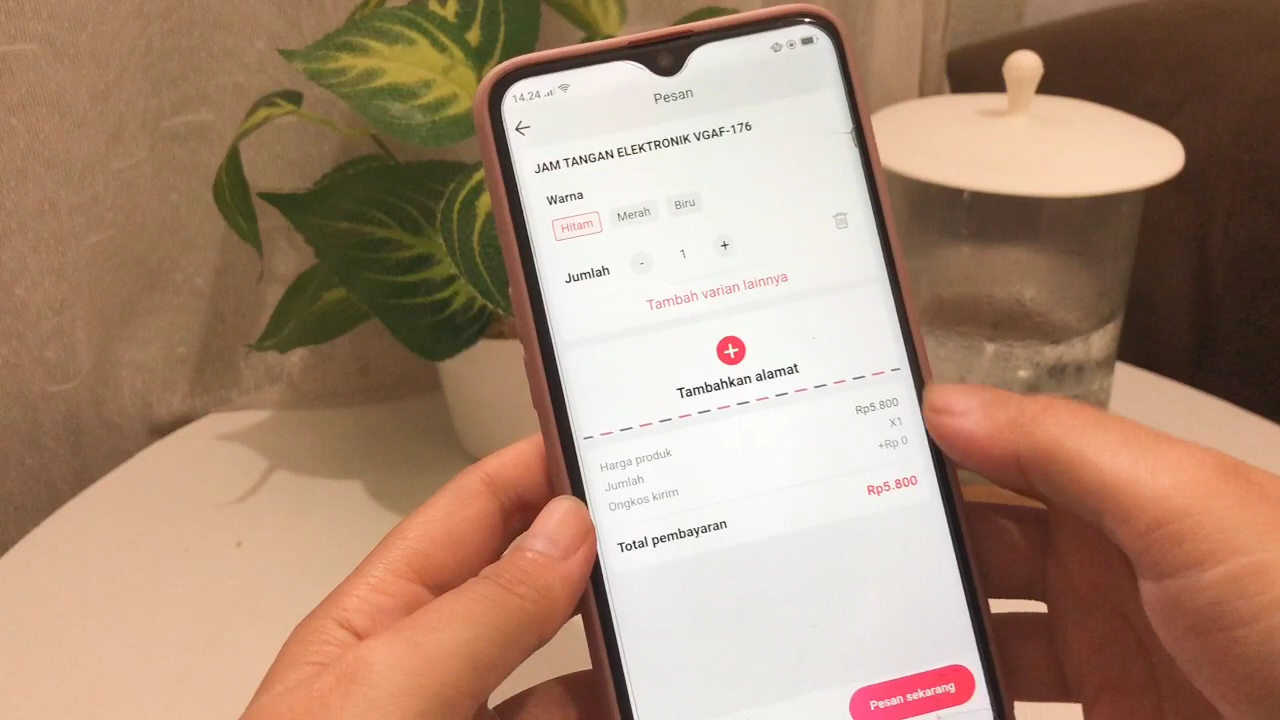 14.24
Pesan
JAM TANGAN ELEKTRONIK VGAF-176
Warna
Hitam Merah Biru
Jumlah - 1 +
Tambah varian lainnya
+
Tambahkan alamat
Harga produk Rp5.800
Jumlah X1
Ongkos kirim +Rp 0
Total pembayaran Rp5.800
Pesan sekarang